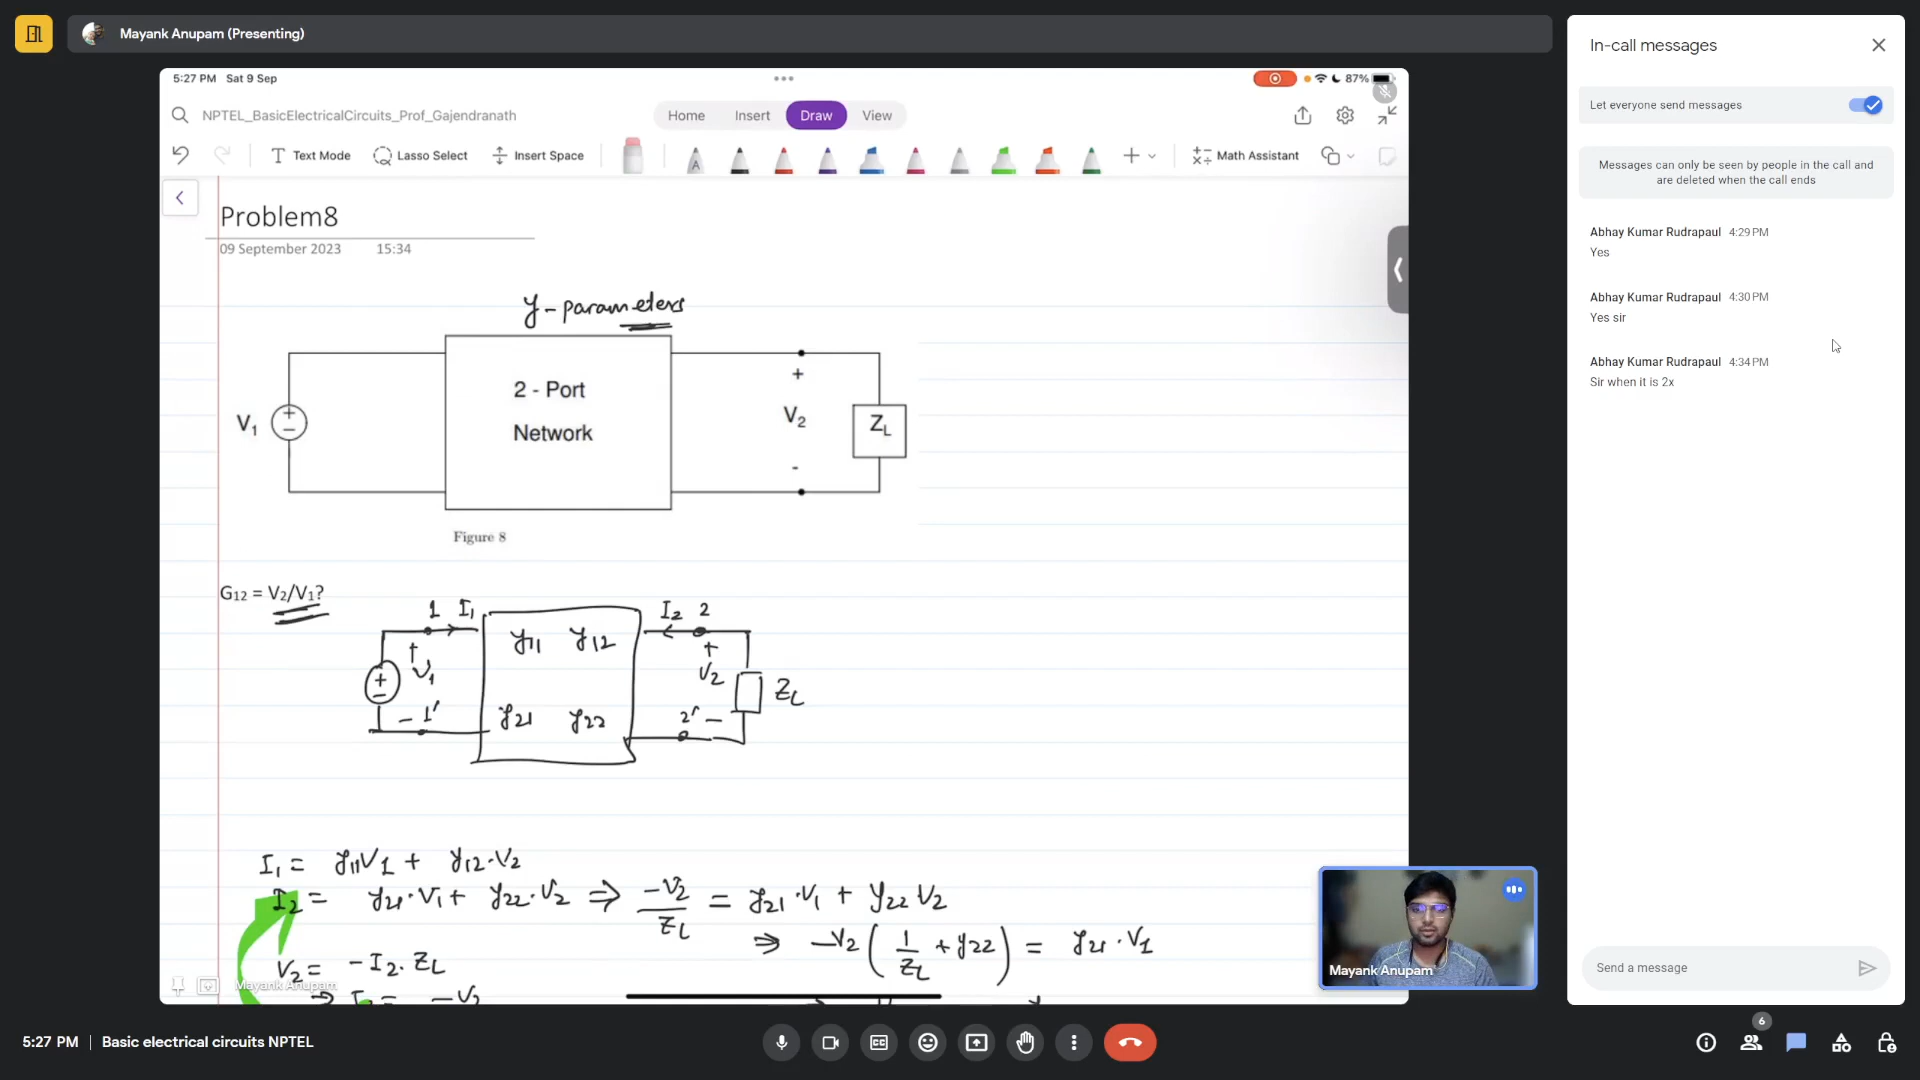 Mayank Anupam (Presenting)
5:27 PM Sat 9 Sep
87%
NPTEL_BasicElectricalCircuits_Prof_Gajendranath
Home Insert Draw View
Text Mode Lasso Select Insert Space A Math Assistant
Problem8
09 September 2023 15:34
y-parameters
2 - Port
Network
V1
+
V2
-
ZL
Figure 8
G12 = V2/V1?
1 I1 I2 2
y11 y12
+ V1 + V2 ZL
y21 y22
- 1' 2' -
I1 = y11V1 + y12·V2
I2 = y21·V1 + y22·V2 ⇒ -V2/ZL = y21·V1 + y22 V2
⇒ -V2 (1/ZL + y22) = y21·V1
V2 = -I2·ZL
Mayank Anupam
Mayank Anupam
In-call messages
Let everyone send messages
Messages can only be seen by people in the call and
are deleted when the call ends
Abhay Kumar Rudrapaul 4:29 PM
Yes
Abhay Kumar Rudrapaul 4:30 PM
Yes sir
Abhay Kumar Rudrapaul 4:34 PM
Sir when it is 2x
Send a message
5:27 PM | Basic electrical circuits NPTEL
6